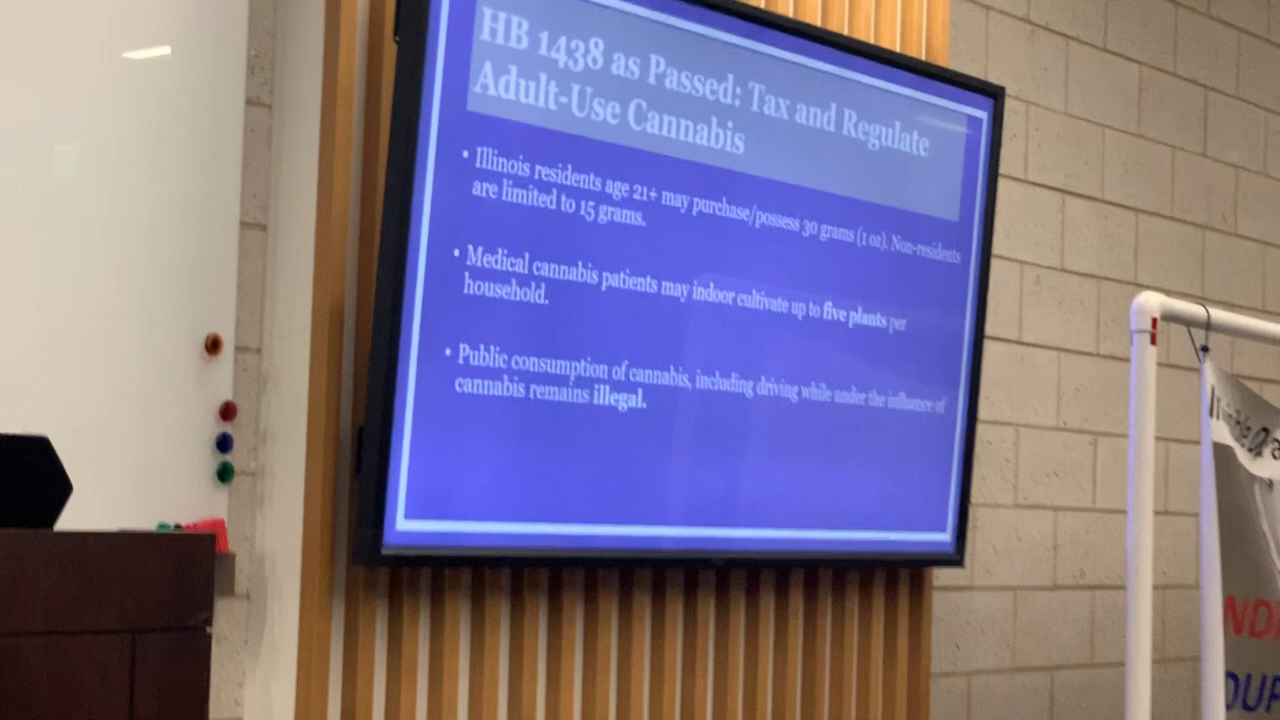 HB 1438 as Passed: Tax and Regulate
Adult-Use Cannabis
• Illinois residents age 21+ may purchase/possess 30 grams (1 oz). Non-residents
are limited to 15 grams.
• Medical cannabis patients may indoor cultivate up to five plants per
household.
• Public consumption of cannabis, including driving while under the influence of
cannabis remains illegal.